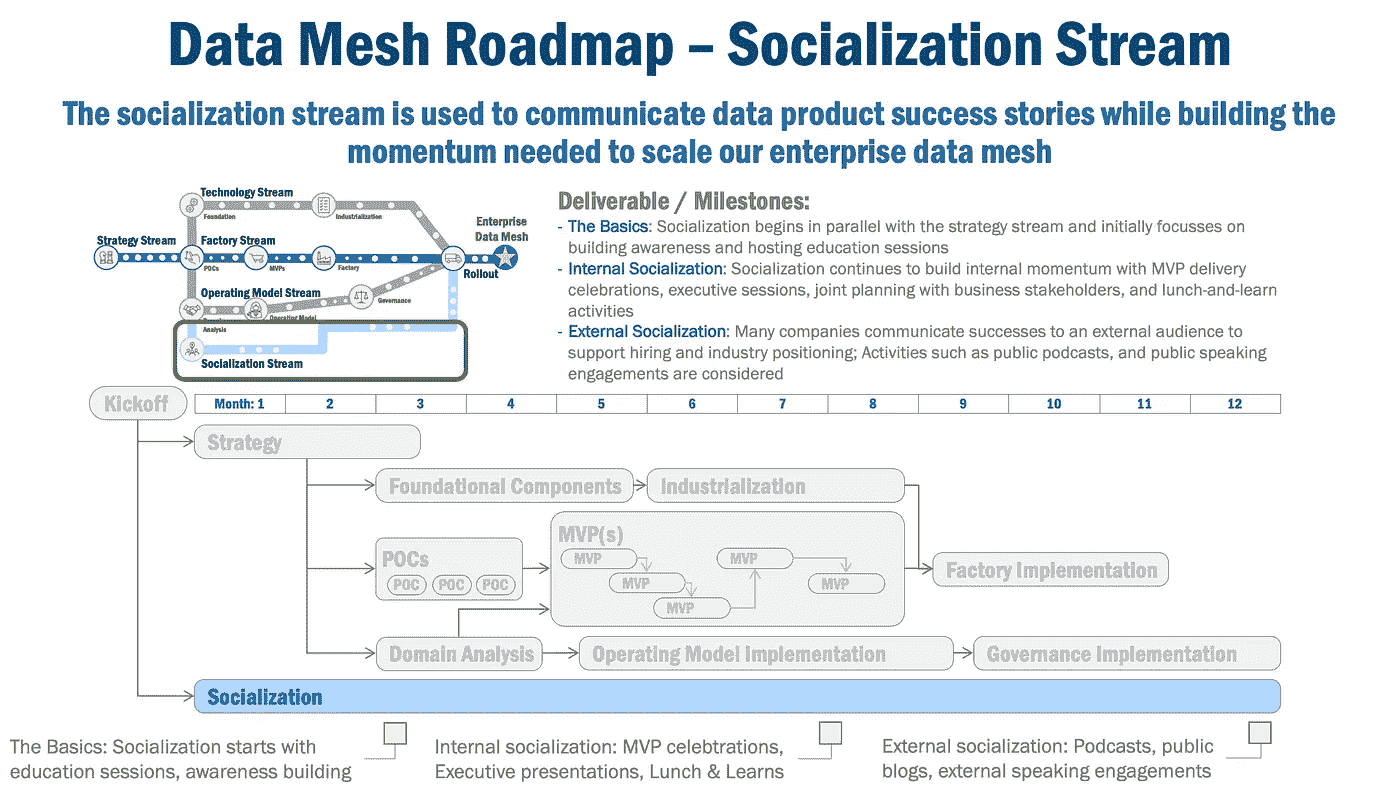 Data Mesh Roadmap – Socialization Stream
The socialization stream is used to communicate data product success stories while building the
momentum needed to scale our enterprise data mesh
Technology Stream
Foundation
Industrialization
Strategy Stream
Factory Stream
Enterprise
Data Mesh
POCs
MVPs
Factory
Rollout
Operating Model Stream
Governance
Operating Model
Analysis
Socialization Stream
Deliverable / Milestones:
- The Basics: Socialization begins in parallel with the strategy stream and initially focusses on
building awareness and hosting education sessions
- Internal Socialization: Socialization continues to build internal momentum with MVP delivery
celebrations, executive sessions, joint planning with business stakeholders, and lunch-and-learn
activities
- External Socialization: Many companies communicate successes to an external audience to
support hiring and industry positioning; Activities such as public podcasts, and public speaking
engagements are considered
Kickoff
Month: 1 2 3 4 5 6 7 8 9 10 11 12
Strategy
Foundational Components
Industrialization
MVP(s)
POCs
MVP
MVP
Factory Implementation
POC POC POC
MVP
MVP
MVP
Domain Analysis
Operating Model Implementation
Governance Implementation
Socialization
The Basics: Socialization starts with
education sessions, awareness building
Internal socialization: MVP celebtrations,
Executive presentations, Lunch & Learns
External socialization: Podcasts, public
blogs, external speaking engagements